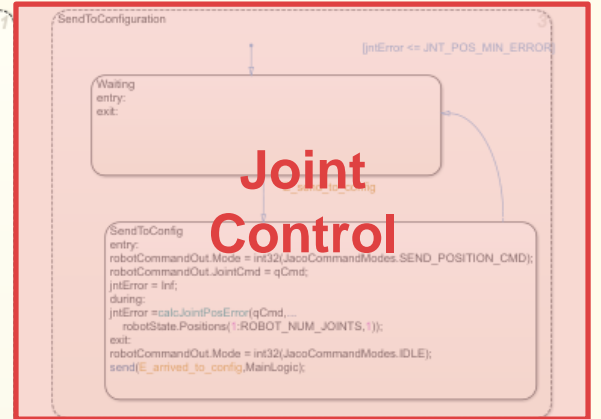 SendToConfiguration
3
[jntError <= JNT_POS_MIN_ERROR]
Waiting
entry:
exit:
Joint
E_send_to_config
Control
SendToConfig
entry:
robotCommandOut.Mode = int32(JacoCommandModes.SEND_POSITION_CMD);
robotCommandOut.JointCmd = qCmd;
jntError = Inf;
during:
jntError =calcJointPosError(qCmd,...
robotState.Positions(1:ROBOT_NUM_JOINTS,1));
exit:
robotCommandOut.Mode = int32(JacoCommandModes.IDLE);
send(E_arrived_to_config,MainLogic);